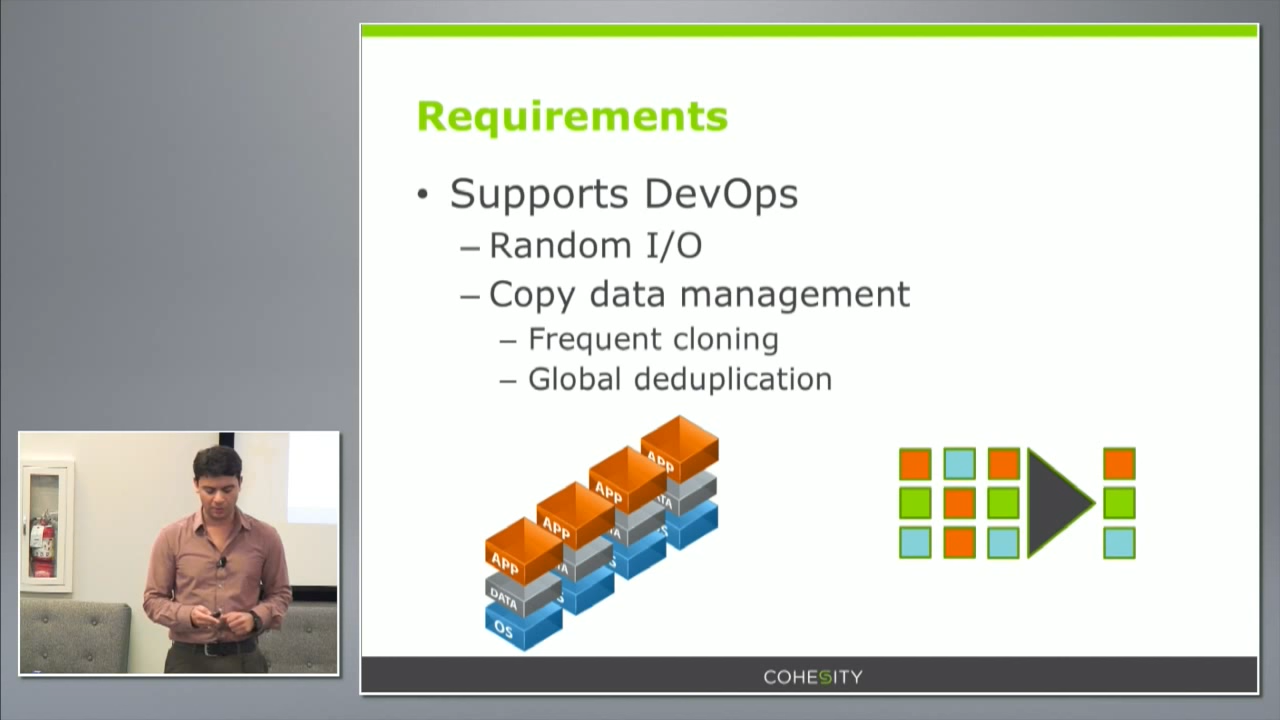 Requirements
• Supports DevOps
– Random I/O
– Copy data management
– Frequent cloning
– Global deduplication
APP
APP
APP
APP
DATA
OS
COHESITY